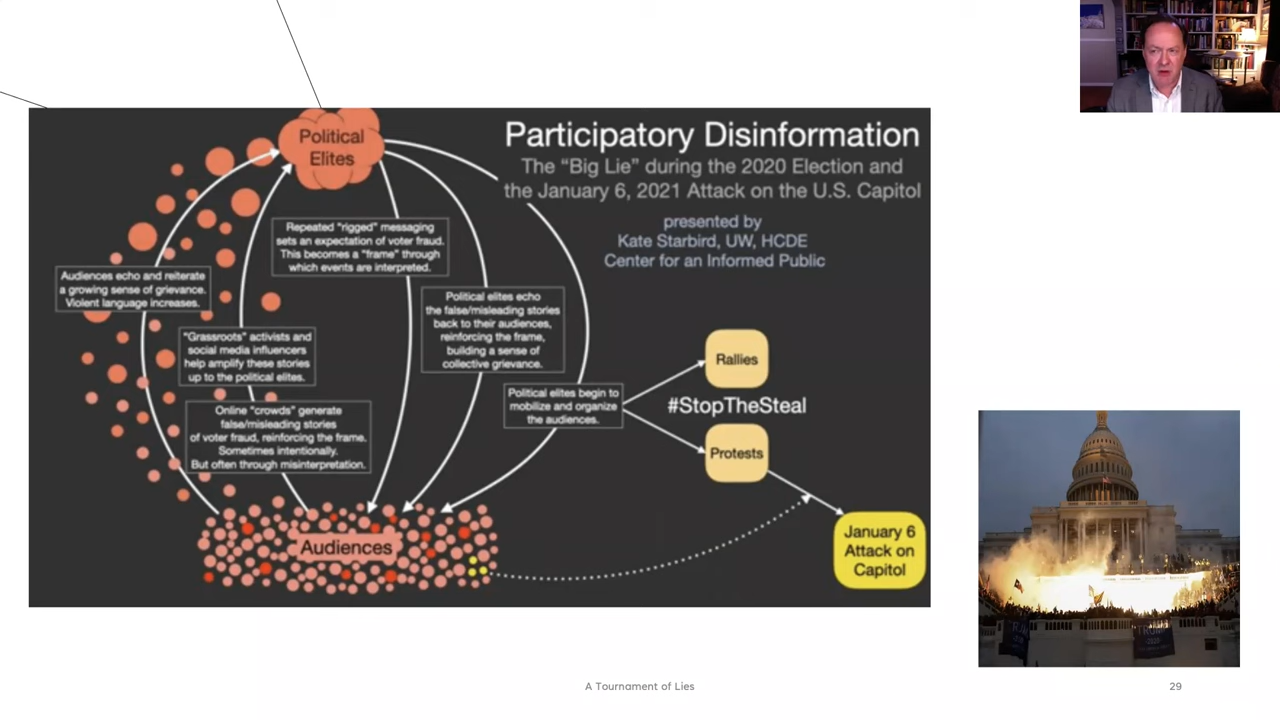 Political
Elites
Participatory Disinformation
The “Big Lie” during the 2020 Election and
the January 6, 2021 Attack on the U.S. Capitol
presented by
Kate Starbird, UW, HCDE
Center for an Informed Public
Repeated “rigged” messaging
sets an expectation of voter fraud.
This becomes a “frame” through
which events are interpreted.
Audiences echo and reiterate
a growing sense of grievance.
Violent language increases.
Political elites echo
the false/misleading stories
back to their audiences,
reinforcing the frame,
building a sense of
collective grievance.
"Grassroots" activists and
social media influencers
help amplify these stories
up to the political elites.
Political elites begin to
mobilize and organize
the audiences.
Online “crowds” generate
false/misleading stories
of voter fraud, reinforcing the frame.
Sometimes intentionally.
But often through misinterpretation.
Rallies
#StopTheSteal
Protests
January 6
Attack on
Capitol
Audiences
TRUMP
A Tournament of Lies
29